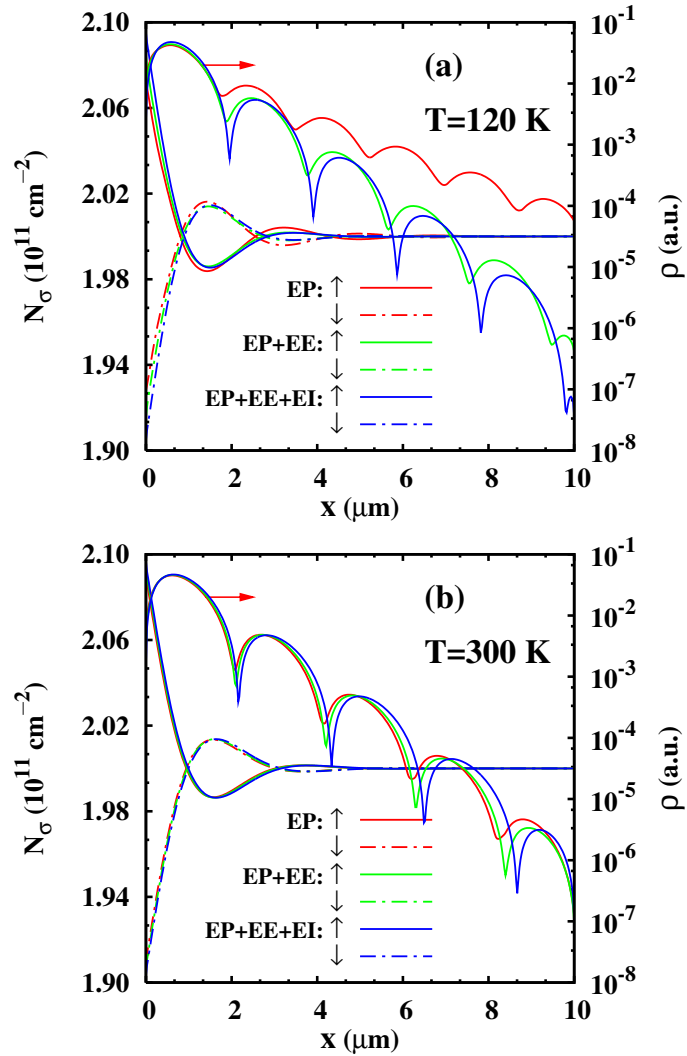 2.10
2.06
2.02
1.98
1.94
1.90
N_σ (10^11 cm^−2)
10^-1
10^-2
10^-3
10^-4
10^-5
10^-6
10^-7
10^-8
ρ (a.u.)
(a)
T=120 K
EP: ↑
↓
EP+EE: ↑
↓
EP+EE+EI: ↑
↓
0 2 4 6 8 10
x (μm)
2.10
2.06
2.02
1.98
1.94
1.90
N_σ (10^11 cm^−2)
10^-1
10^-2
10^-3
10^-4
10^-5
10^-6
10^-7
10^-8
ρ (a.u.)
(b)
T=300 K
EP: ↑
↓
EP+EE: ↑
↓
EP+EE+EI: ↑
↓
0 2 4 6 8 10
x (μm)